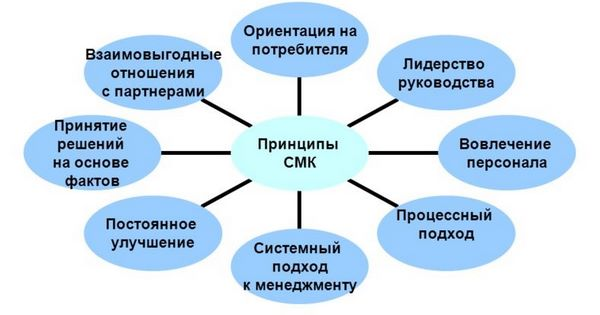 Ориентация на
потребителя
Взаимовыгодные
отношения
с партнерами
Лидерство
руководства
Принятие
решений
на основе
фактов
Принципы
СМК
Вовлечение
персонала
Постоянное
улучшение
Процессный
подход
Системный
подход
к менеджменту